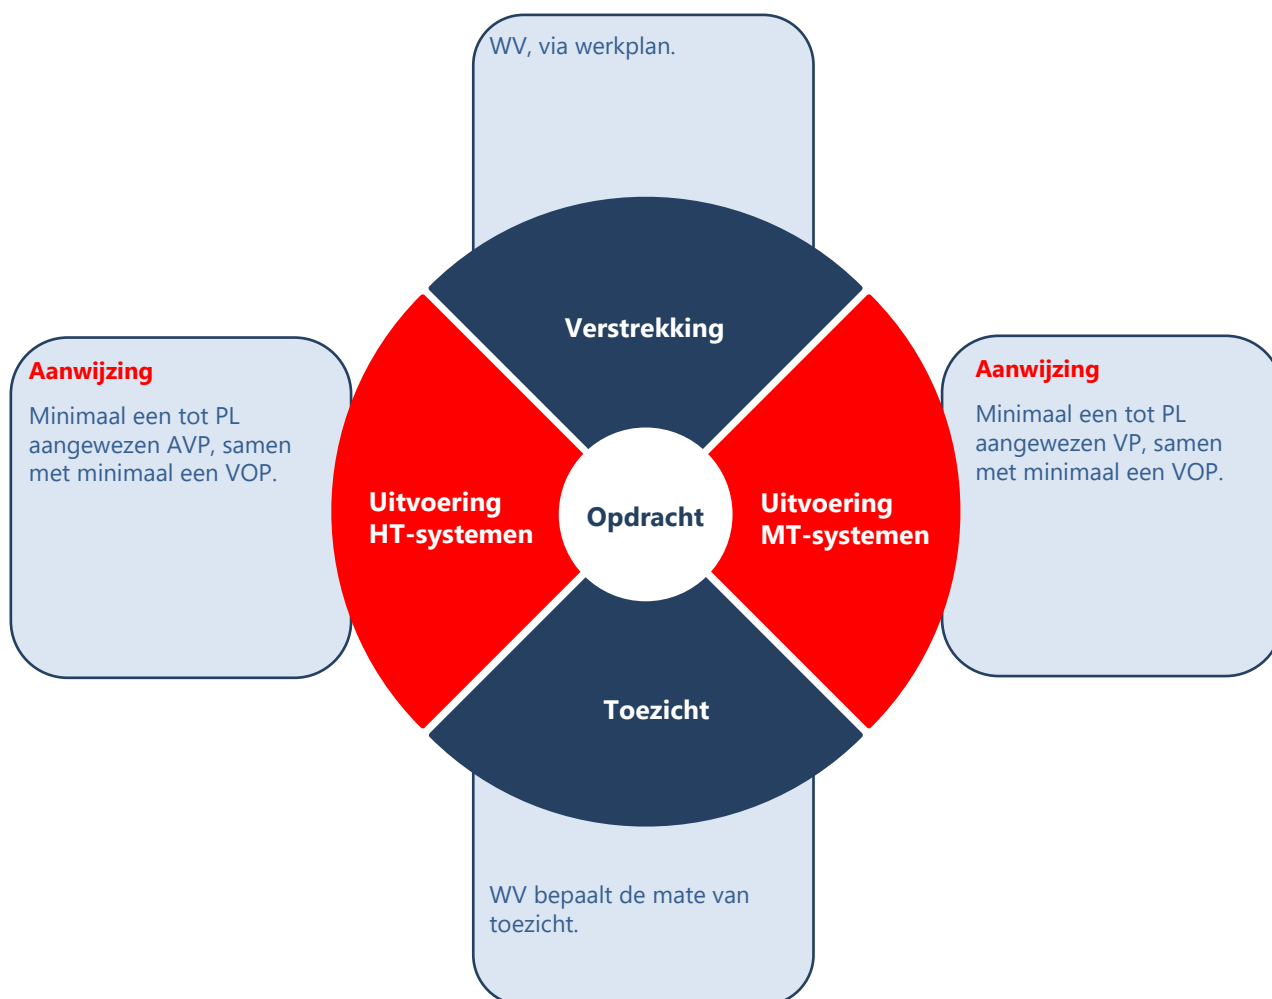 WV, via werkplan.
Verstrekking
Aanwijzing
Minimaal een tot PL
aangewezen AVP, samen
met minimaal een VOP.
Uitvoering
HT-systemen
Opdracht
Uitvoering
MT-systemen
Aanwijzing
Minimaal een tot PL
aangewezen VP, samen
met minimaal een VOP.
Toezicht
WV bepaalt de mate van
toezicht.